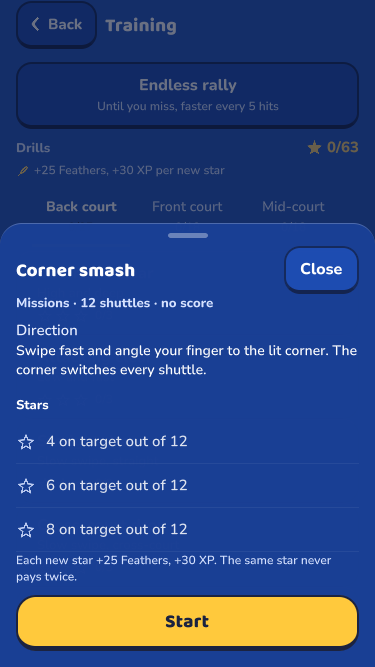 Back
Training
Endless rally
Until you miss, faster every 5 hits
Drills
0/63
+25 Feathers, +30 XP per new star
Back court
Front court
Mid-court
Corner smash
Close
Missions · 12 shuttles · no score
Direction
Swipe fast and angle your finger to the lit corner. The
corner switches every shuttle.
Stars
4 on target out of 12
6 on target out of 12
8 on target out of 12
Each new star +25 Feathers, +30 XP. The same star never
pays twice.
Start